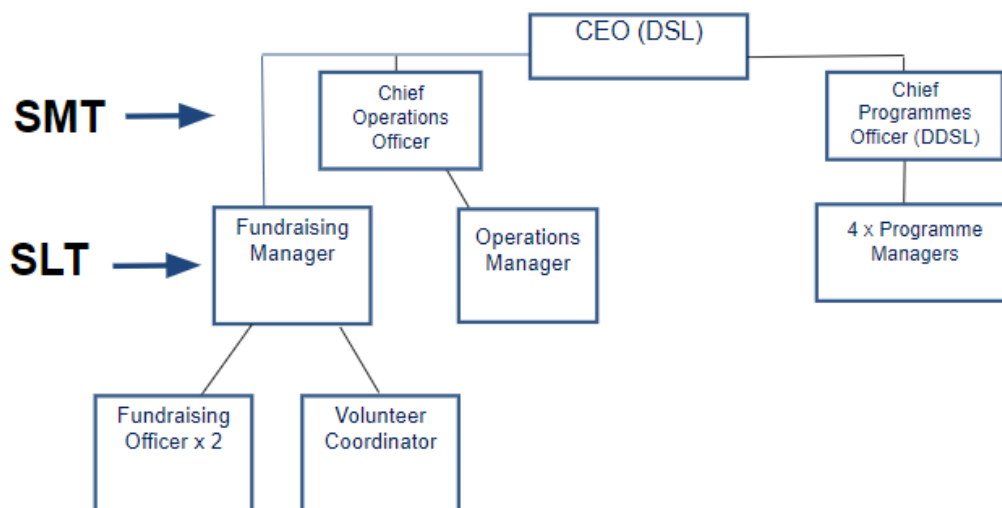 CEO (DSL)
SMT
Chief
Operations
Officer
Chief
Programmes
Officer (DDSL)
SLT
Fundraising
Manager
Operations
Manager
4 x Programme
Managers
Fundraising
Officer x 2
Volunteer
Coordinator